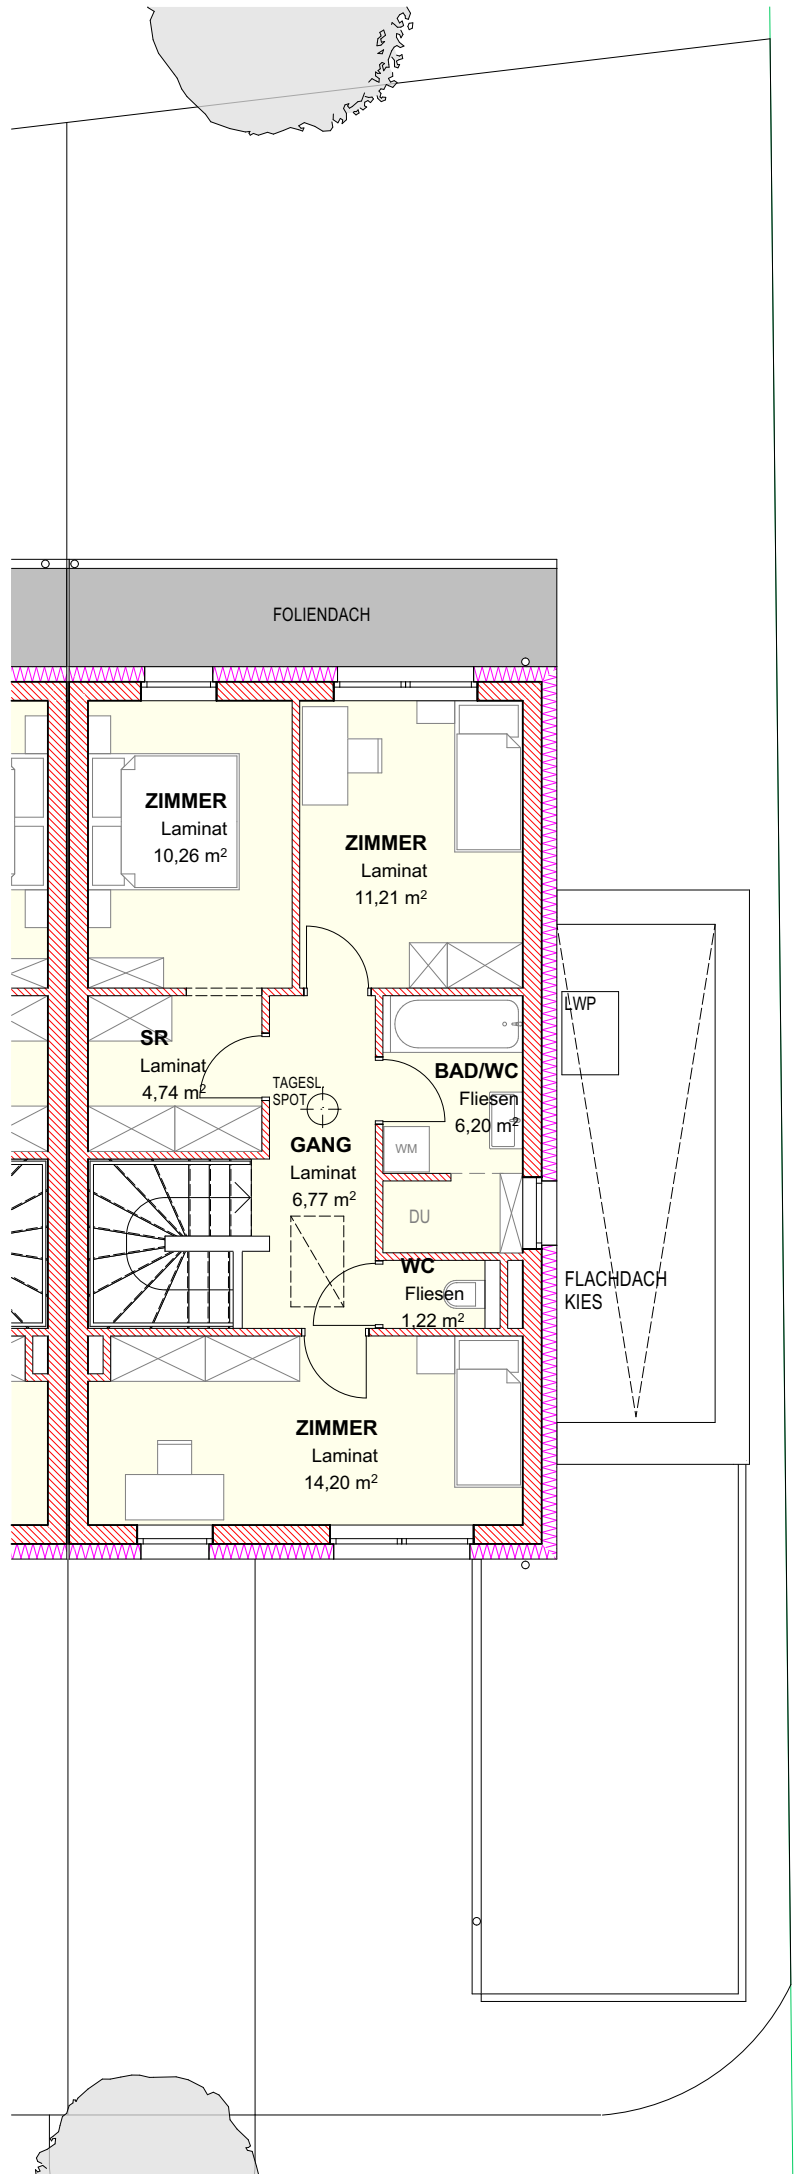 FOLIENDACH
ZIMMER
Laminat
10,26 m²
ZIMMER
Laminat
11,21 m²
LWP
SR
Laminat
4,74 m²
TAGESL.
SPOT
BAD/WC
Fliesen
6,20 m²
GANG
Laminat
6,77 m²
WM
DU
WC
Fliesen
1,22 m²
FLACHDACH
KIES
ZIMMER
Laminat
14,20 m²